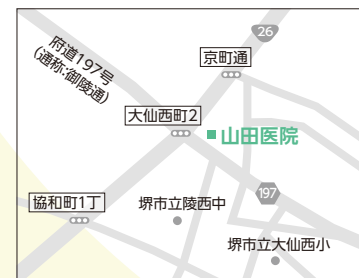 26
京町通
府道197号
(通称:御陵通)
大仙西町2
山田医院
197
協和町1丁
堺市立陵西中
堺市立大仙西小